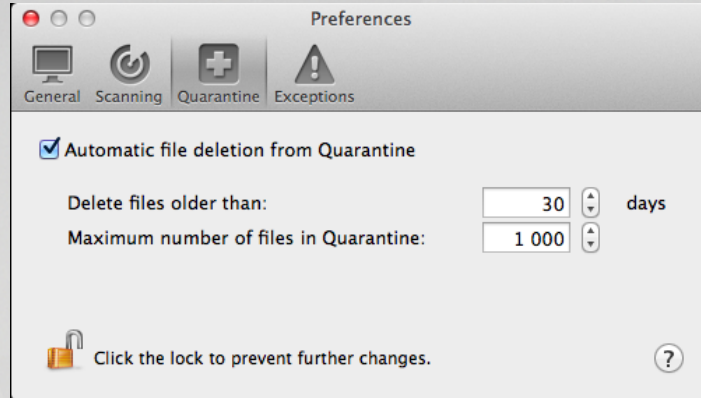 Preferences
General Scanning Quarantine Exceptions
Automatic file deletion from Quarantine
Delete files older than: 30 days
Maximum number of files in Quarantine: 1 000
Click the lock to prevent further changes. ?